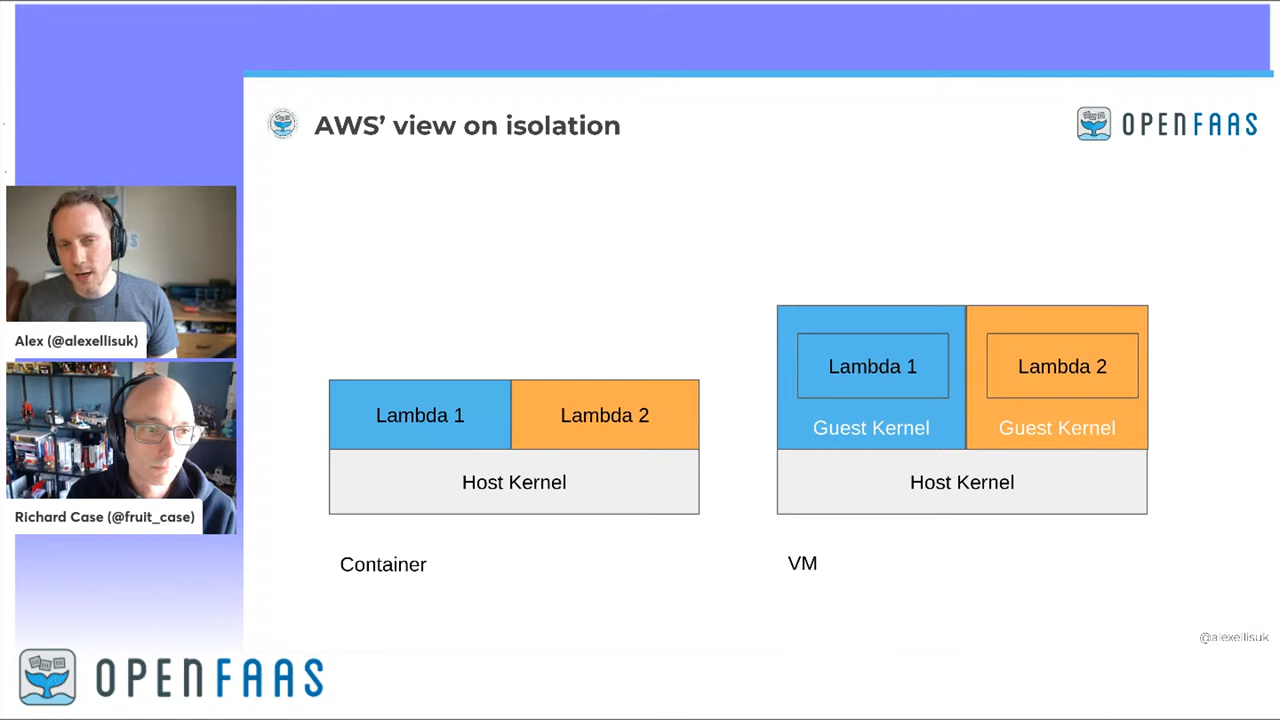 AWS’ view on isolation
OPENFAAS
Alex (@alexellisuk)
Richard Case (@fruit_case)
Lambda 1
Lambda 2
Host Kernel
Container
Lambda 1
Lambda 2
Guest Kernel
Guest Kernel
Host Kernel
VM
@alexellisuk
OPENFAAS